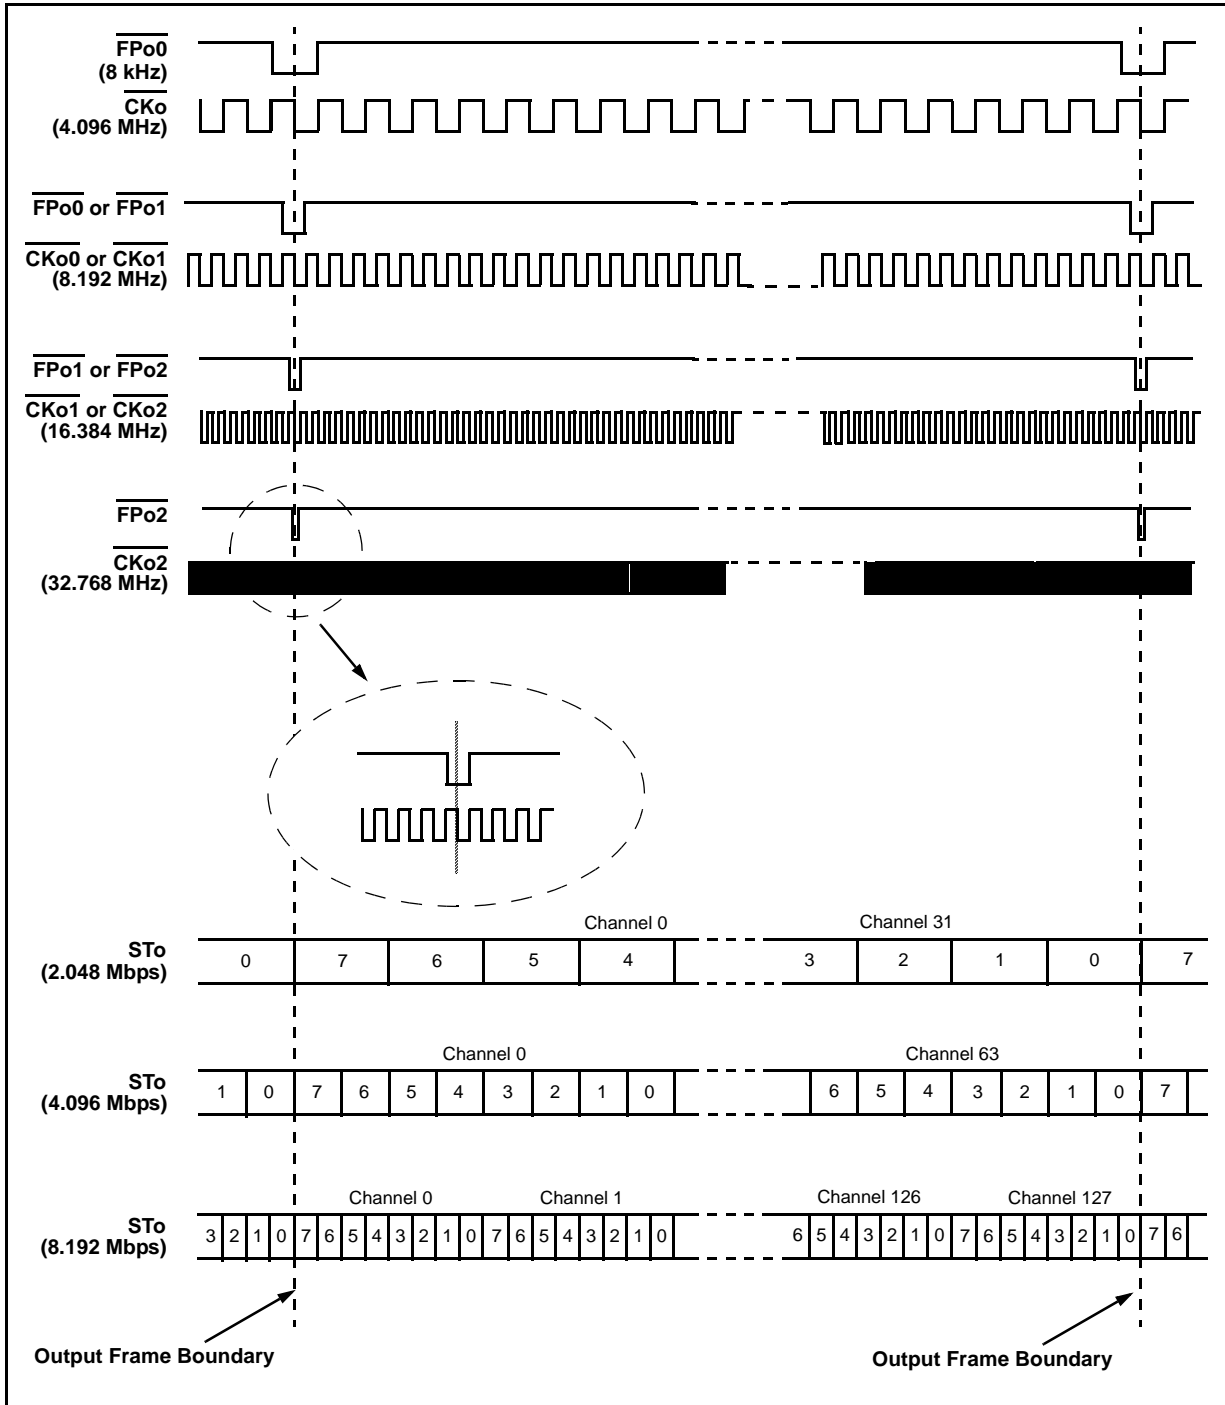 FPo0
(8 kHz)
CKo
(4.096 MHz)
FPo0 or FPo1
CKo0 or CKo1
(8.192 MHz)
FPo1 or FPo2
CKo1 or CKo2
(16.384 MHz)
FPo2
CKo2
(32.768 MHz)
Channel 0 Channel 31
STo
(2.048 Mbps)
0 7 6 5 4 3 2 1 0 7
Channel 0 Channel 63
STo
(4.096 Mbps)
1 0 7 6 5 4 3 2 1 0 6 5 4 3 2 1 0 7
Channel 0 Channel 1 Channel 126 Channel 127
STo
(8.192 Mbps)
3 2 1 0 7 6 5 4 3 2 1 0 7 6 5 4 3 2 1 0 6 5 4 3 2 1 0 7 6 5 4 3 2 1 0 7 6
Output Frame Boundary
Output Frame Boundary